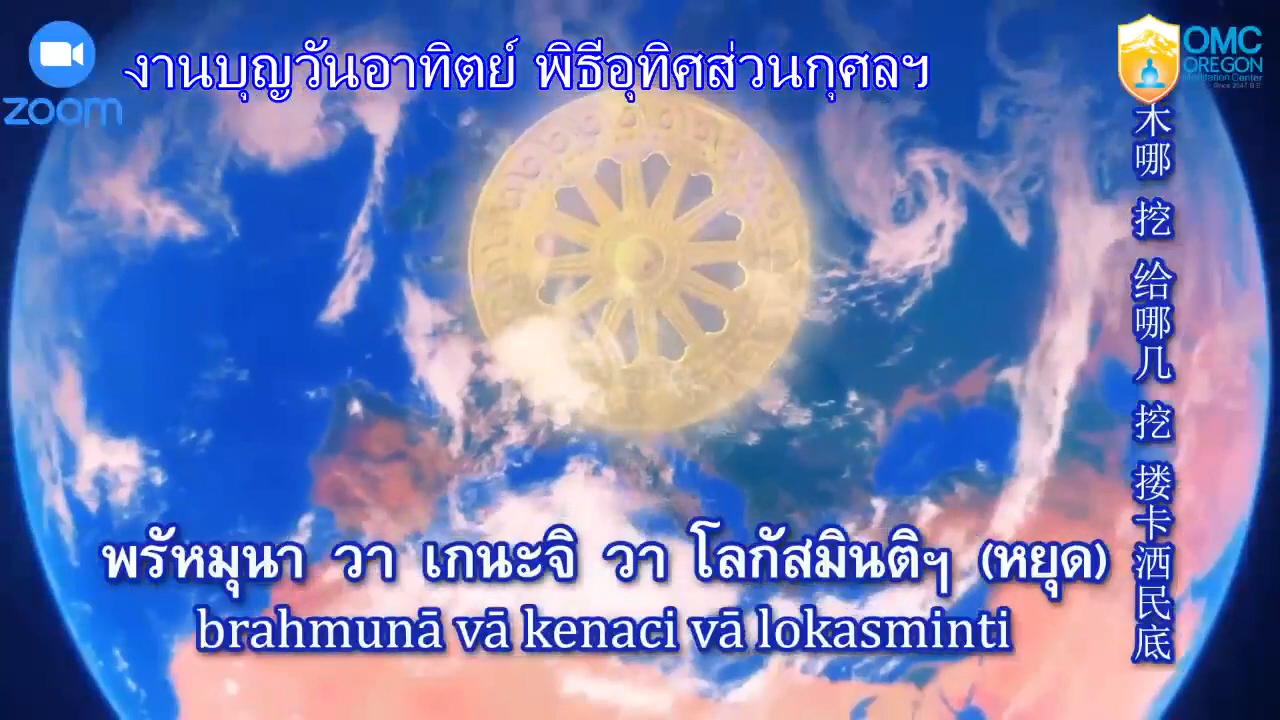 zoom
งานบุญวันอาทิตย์ พิธีอุทิศส่วนกุศลฯ
OMC
OREGON
Meditation Center
木哪 挖 给哪几 挖 搂卡洒民底
พรัหมุนา วา เกนะจิ วา โลกัสมินติฯ (หยุด)
brahmunā vā kenaci vā lokasminti